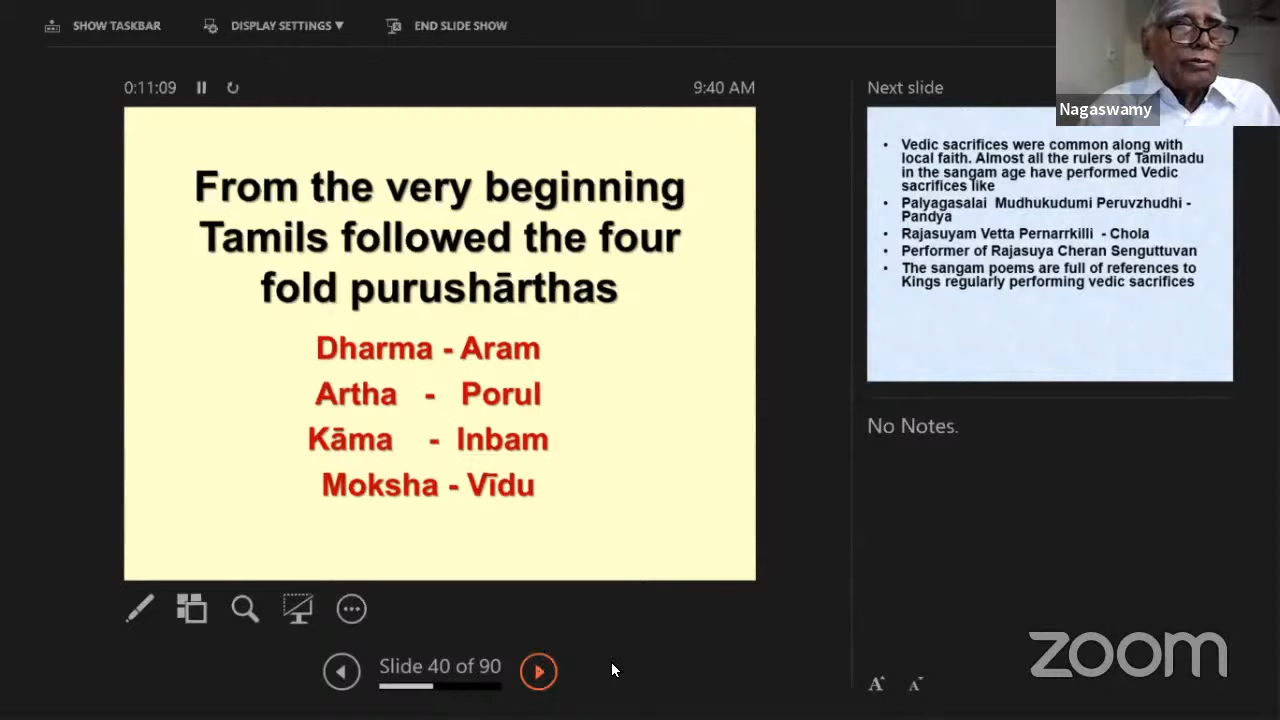 SHOW TASKBAR
DISPLAY SETTINGS ▼
END SLIDE SHOW
0:11:09
9:40 AM
From the very beginning
Tamils followed the four
fold purushārthas
Dharma - Aram
Artha - Porul
Kāma - Inbam
Moksha - Vīdu
Slide 40 of 90
Next slide
Nagaswamy
• Vedic sacrifices were common along with
local faith. Almost all the rulers of Tamilnadu
in the sangam age have performed Vedic
sacrifices like
• Palyagasalai Mudhukudumi Peruvzhudhi -
Pandya
• Rajasuyam Vetta Pernarrkilli - Chola
• Performer of Rajasuya Cheran Senguttuvan
• The sangam poems are full of references to
Kings regularly performing vedic sacrifices
No Notes.
A A
zoom